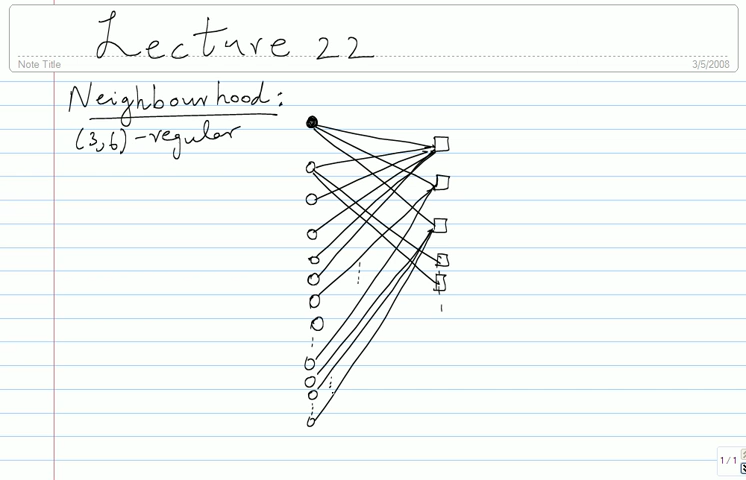 Lecture 22
Note Title
3/5/2008
Neighbourhood:
(3,6)-regular
1/1